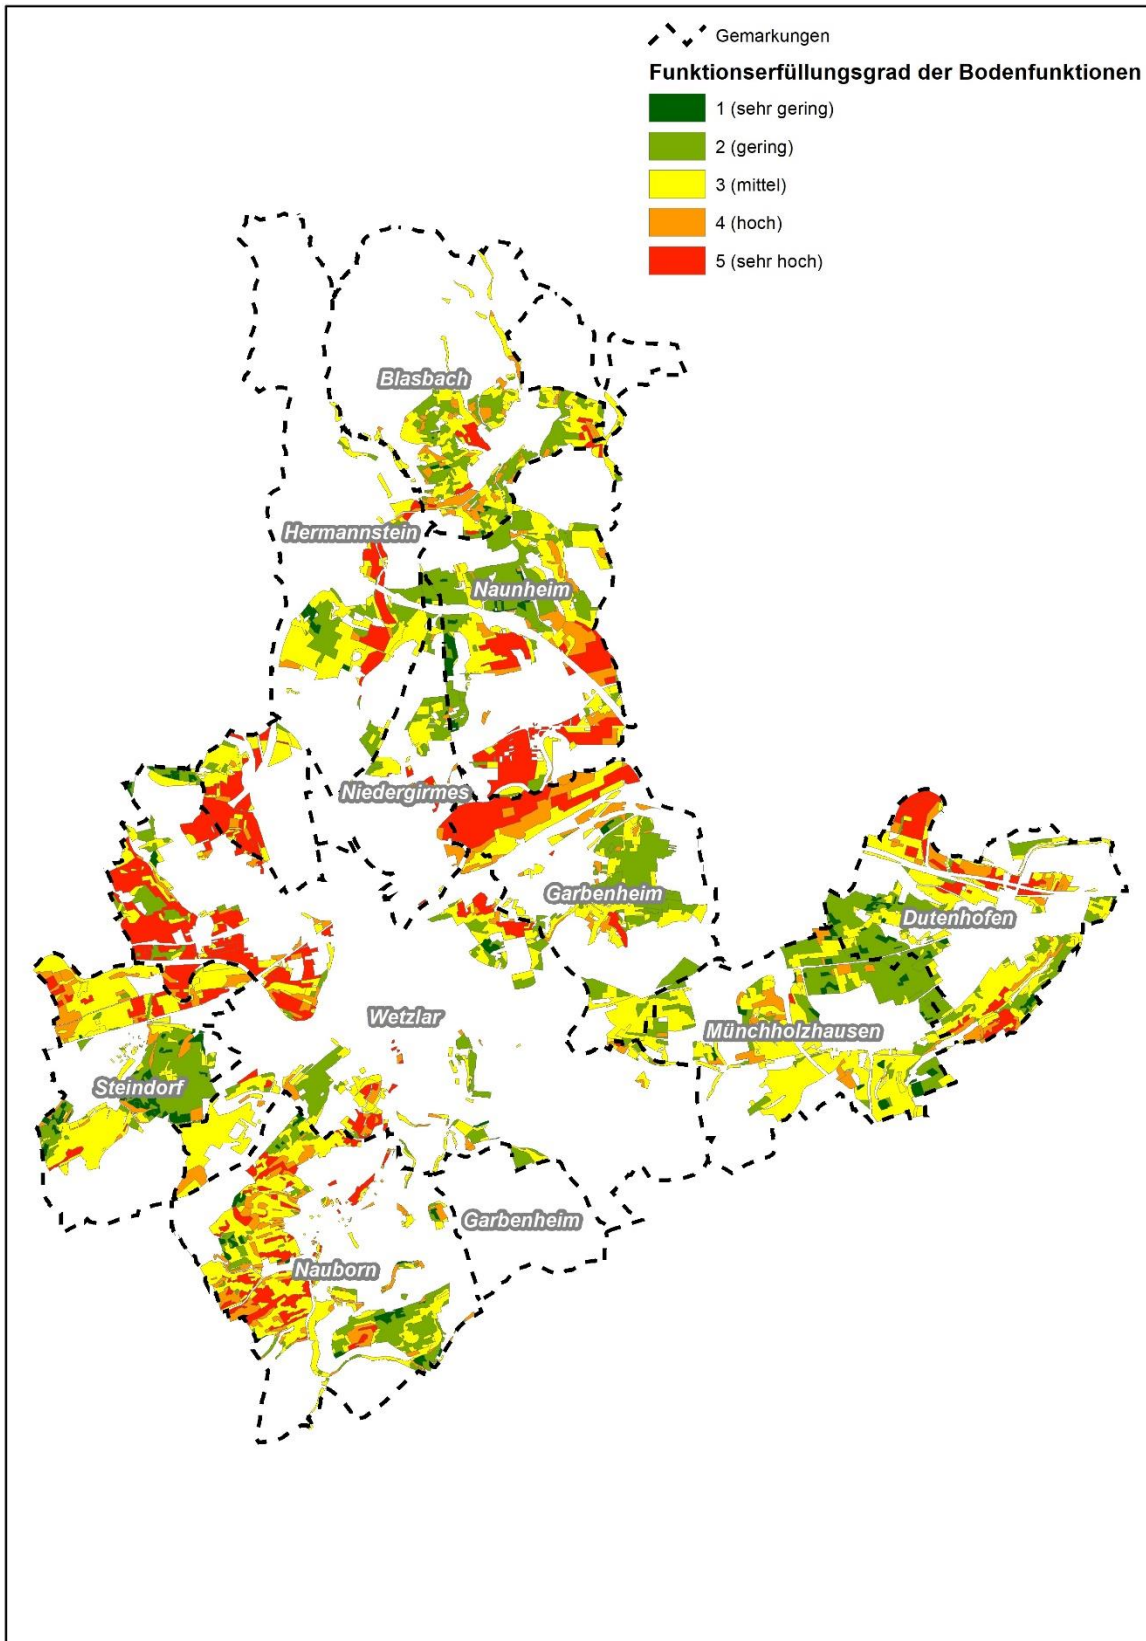 Gemarkungen
Funktionserfüllungsgrad der Bodenfunktionen
1 (sehr gering)
2 (gering)
3 (mittel)
4 (hoch)
5 (sehr hoch)
Blasbach
Hermannstein
Naunheim
Niedergirmes
Garbenheim
Dutenhofen
Wetzlar
Münchholzhausen
Steindorf
Garbenheim
Nauborn